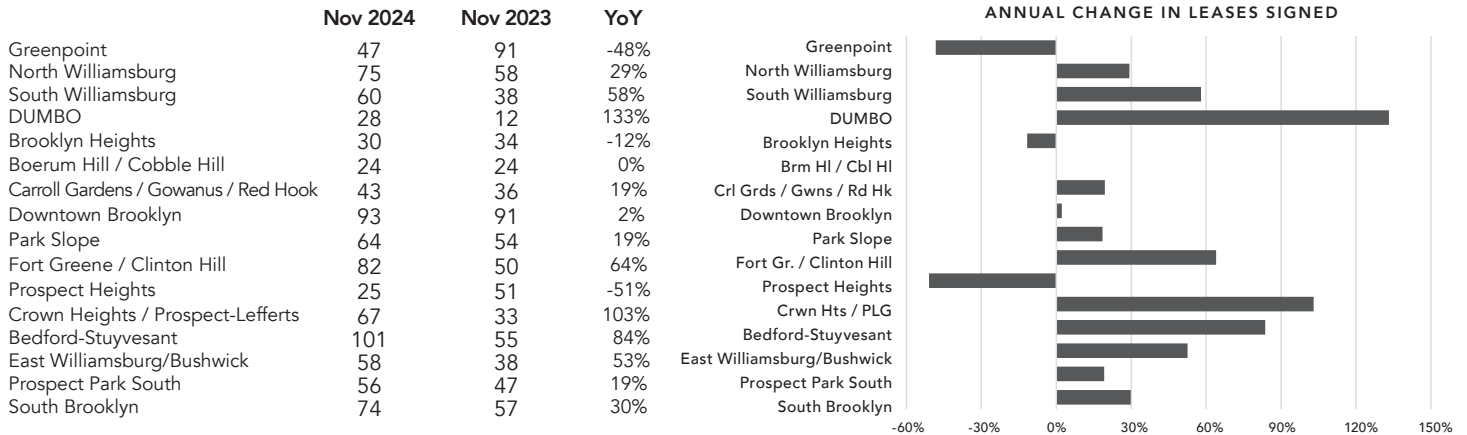 Nov 2024 Nov 2023 YoY
Greenpoint 47 91 -48%
North Williamsburg 75 58 29%
South Williamsburg 60 38 58%
DUMBO 28 12 133%
Brooklyn Heights 30 34 -12%
Boerum Hill / Cobble Hill 24 24 0%
Carroll Gardens / Gowanus / Red Hook 43 36 19%
Downtown Brooklyn 93 91 2%
Park Slope 64 54 19%
Fort Greene / Clinton Hill 82 50 64%
Prospect Heights 25 51 -51%
Crown Heights / Prospect-Lefferts 67 33 103%
Bedford-Stuyvesant 101 55 84%
East Williamsburg/Bushwick 58 38 53%
Prospect Park South 56 47 19%
South Brooklyn 74 57 30%
ANNUAL CHANGE IN LEASES SIGNED
Greenpoint
North Williamsburg
South Williamsburg
DUMBO
Brooklyn Heights
Brm Hl / Cbl Hl
Crl Grds / Gwns / Rd Hk
Downtown Brooklyn
Park Slope
Fort Gr. / Clinton Hill
Prospect Heights
Crwn Hts / PLG
Bedford-Stuyvesant
East Williamsburg/Bushwick
Prospect Park South
South Brooklyn
-60% -30% 0% 30% 60% 90% 120% 150%